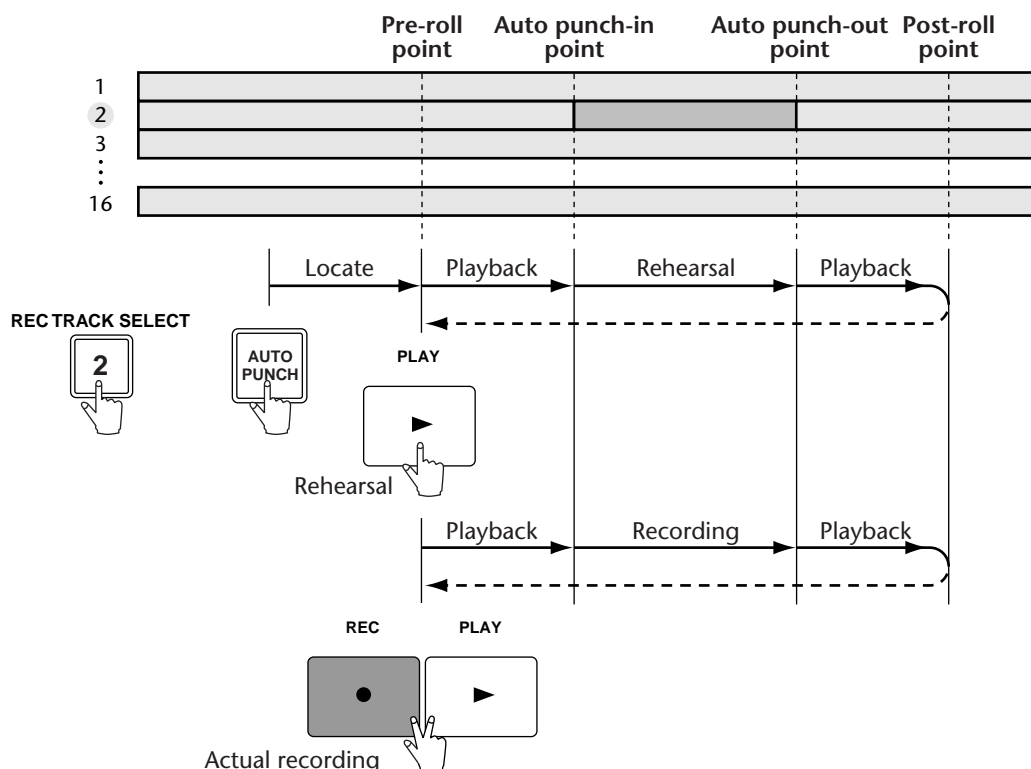 Pre-roll point
Auto punch-in point
Auto punch-out point
Post-roll point
1
2
3
16
Locate
Playback
Rehearsal
Playback
REC TRACK SELECT
2
AUTO PUNCH
PLAY
Rehearsal
Playback
Recording
Playback
REC
PLAY
Actual recording